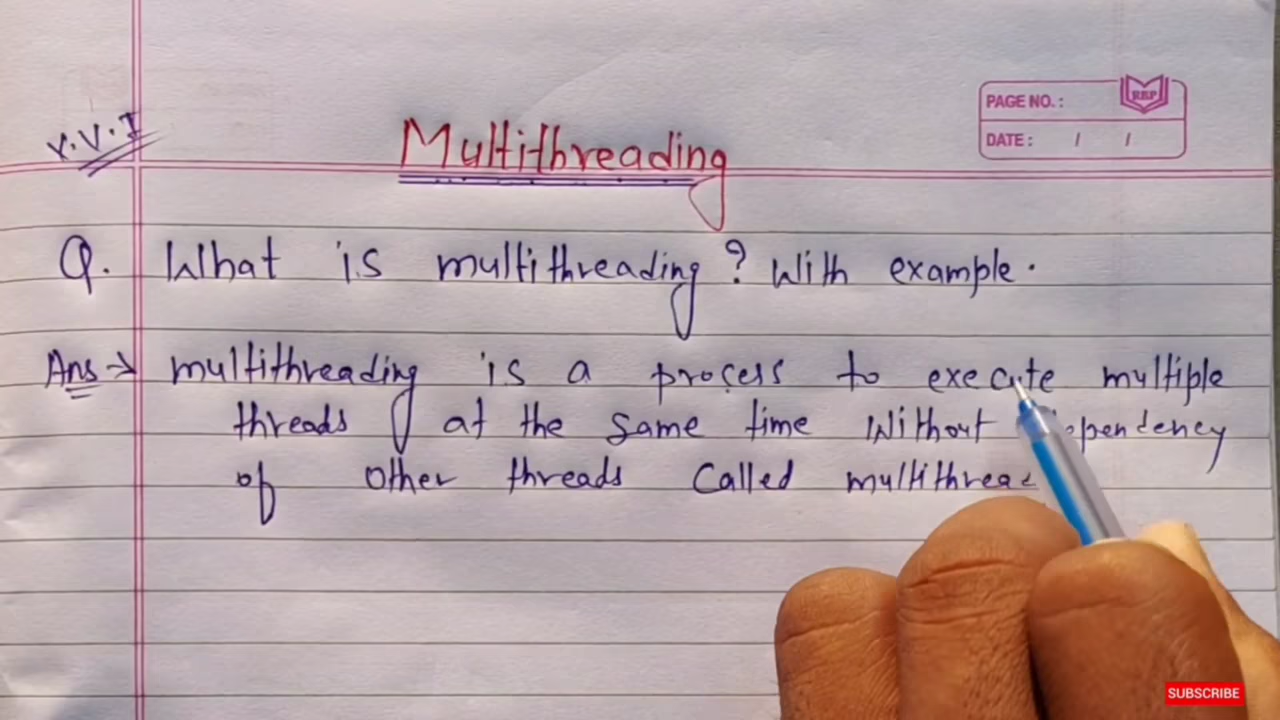 PAGE NO. :
RBP
DATE : / /
V.V.I
Multithreading
Q. What is multithreading? With example.
Ans → multithreading is a process to execute multiple
threads at the same time Without
of other threads called
SUBSCRIBE